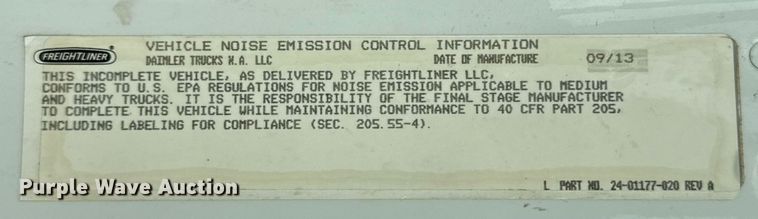 FREIGHTLINER
VEHICLE NOISE EMISSION CONTROL INFORMATION
DAIMLER TRUCKS N.A. LLC DATE OF MANUFACTURE 09/13
THIS INCOMPLETE VEHICLE, AS DELIVERED BY FREIGHTLINER LLC,
CONFORMS TO U.S. EPA REGULATIONS FOR NOISE EMISSION APPLICABLE TO MEDIUM
AND HEAVY TRUCKS. IT IS THE RESPONSIBILITY OF THE FINAL STAGE MANUFACTURER
TO COMPLETE THIS VEHICLE WHILE MAINTAINING CONFORMANCE TO 40 CFR PART 205,
INCLUDING LABELING FOR COMPLIANCE (SEC. 205.55-4).
L PART NO. 24-01177-020 REV A
Purple Wave Auction
Purple Wave Auction